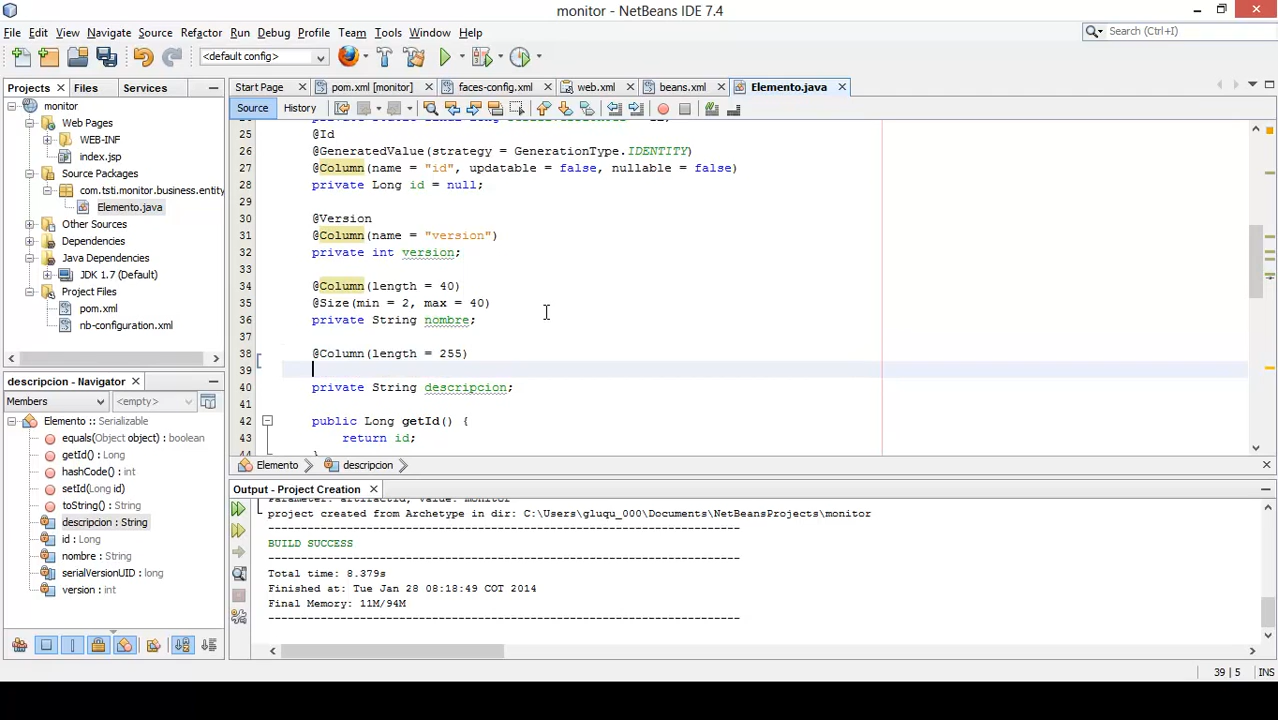 monitor - NetBeans IDE 7.4
File Edit View Navigate Source Refactor Run Debug Profile Team Tools Window Help
Search (Ctrl+I)
<default config>
Projects Files Services
Start Page pom.xml [monitor] faces-config.xml web.xml beans.xml Elemento.java
Source History
monitor
Web Pages
WEB-INF
index.jsp
Source Packages
com.tsti.monitor.business.entity
Elemento.java
Other Sources
Dependencies
Java Dependencies
JDK 1.7 (Default)
Project Files
pom.xml
nb-configuration.xml
25 @Id
26 @GeneratedValue(strategy = GenerationType.IDENTITY)
27 @Column(name = "id", updatable = false, nullable = false)
28 private Long id = null;
29
30 @Version
31 @Column(name = "version")
32 private int version;
33
34 @Column(length = 40)
35 @Size(min = 2, max = 40)
36 private String nombre;
37
38 @Column(length = 255)
39
40 private String descripcion;
41
42 public Long getId() {
43 return id;
Elemento descripcion
descripcion - Navigator
Members <empty>
Elemento :: Serializable
equals(Object object) : boolean
getId() : Long
hashCode() : int
setId(Long id)
toString() : String
descripcion : String
id : Long
nombre : String
serialVersionUID : long
version : int
Output - Project Creation
Parameter: artifactId, Value: monitor
project created from Archetype in dir: C:\Users\gluqu_000\Documents\NetBeansProjects\monitor
------------------------------------------------------------------------
BUILD SUCCESS
------------------------------------------------------------------------
Total time: 8.379s
Finished at: Tue Jan 28 08:18:49 COT 2014
Final Memory: 11M/94M
------------------------------------------------------------------------
39 | 5 INS